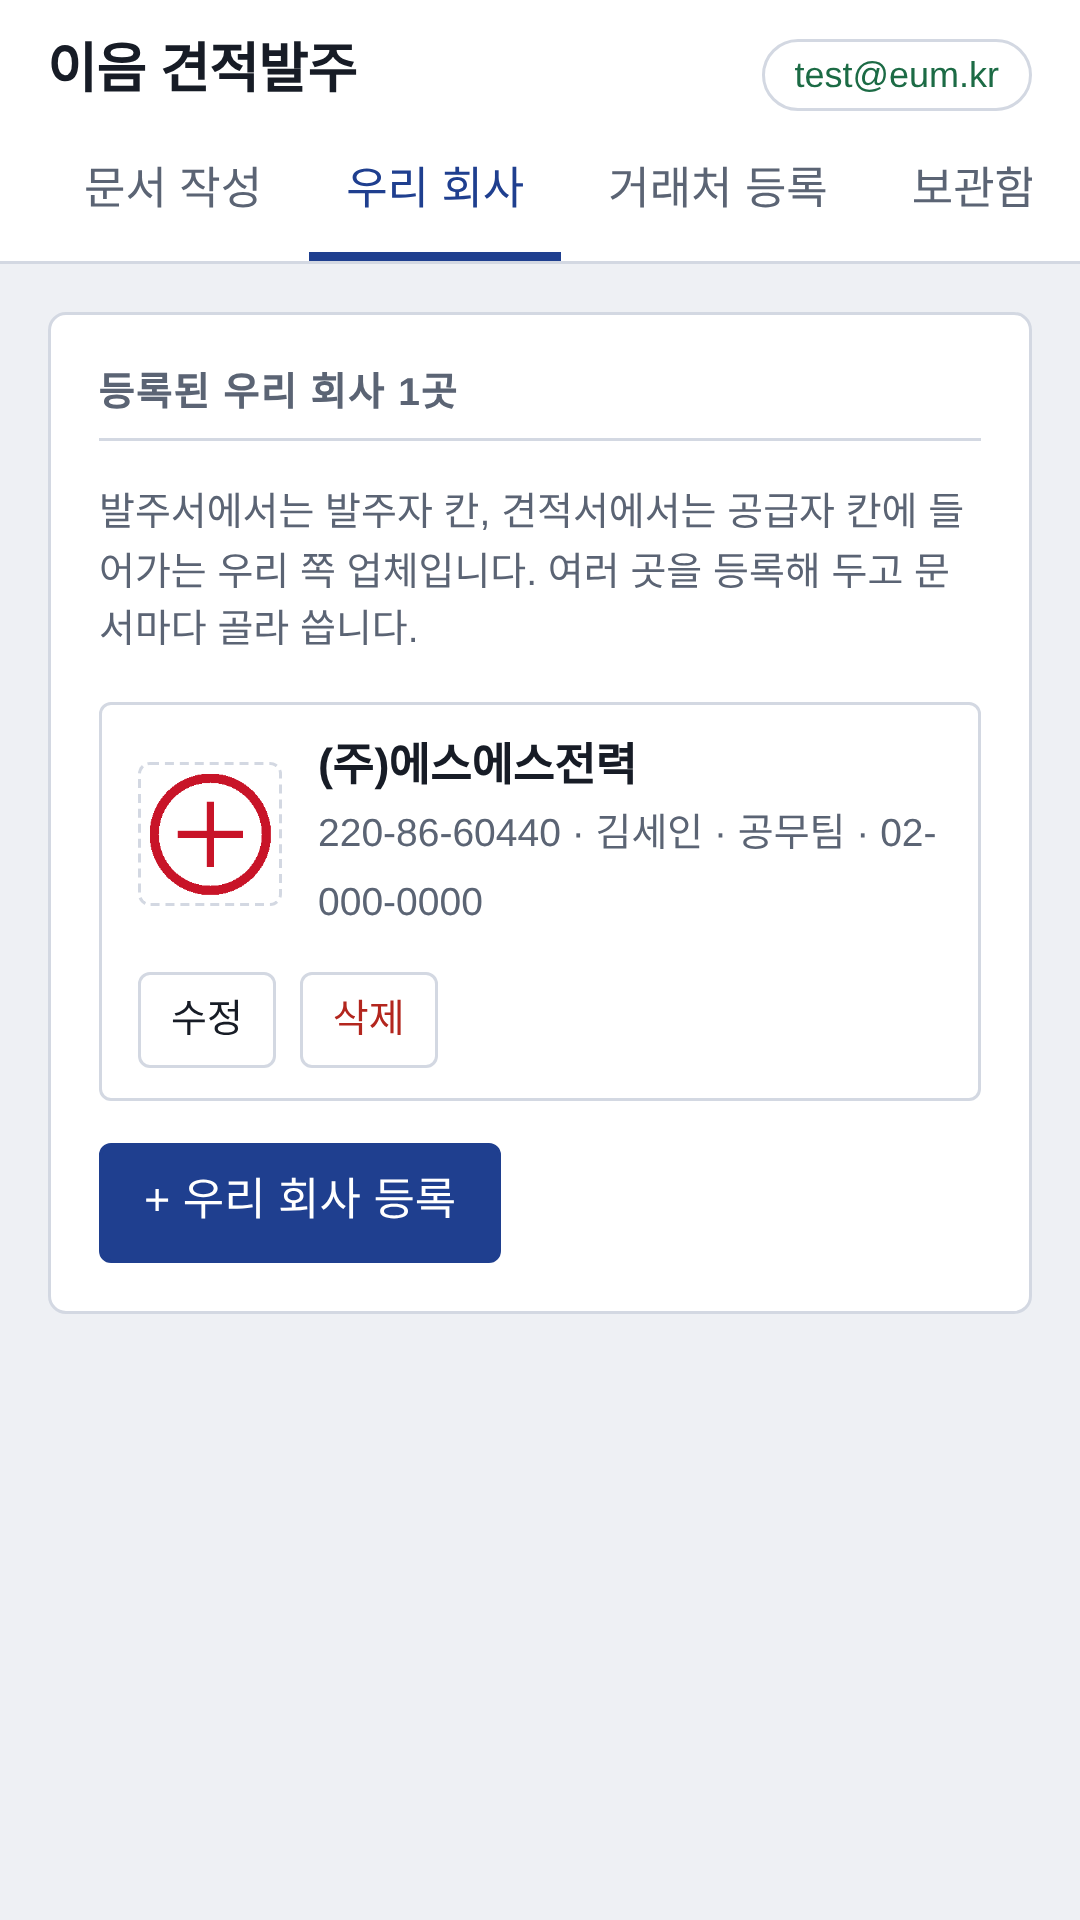 이음 견적발주
test@eum.kr
문서 작성
우리 회사
거래처 등록
보관함
등록된 우리 회사 1곳
발주서에서는 발주자 칸, 견적서에서는 공급자 칸에 들
어가는 우리 쪽 업체입니다. 여러 곳을 등록해 두고 문
서마다 골라 씁니다.
(주)에스에스전력
220-86-60440 · 김세인 · 공무팀 · 02-
000-0000
수정
삭제
+ 우리 회사 등록